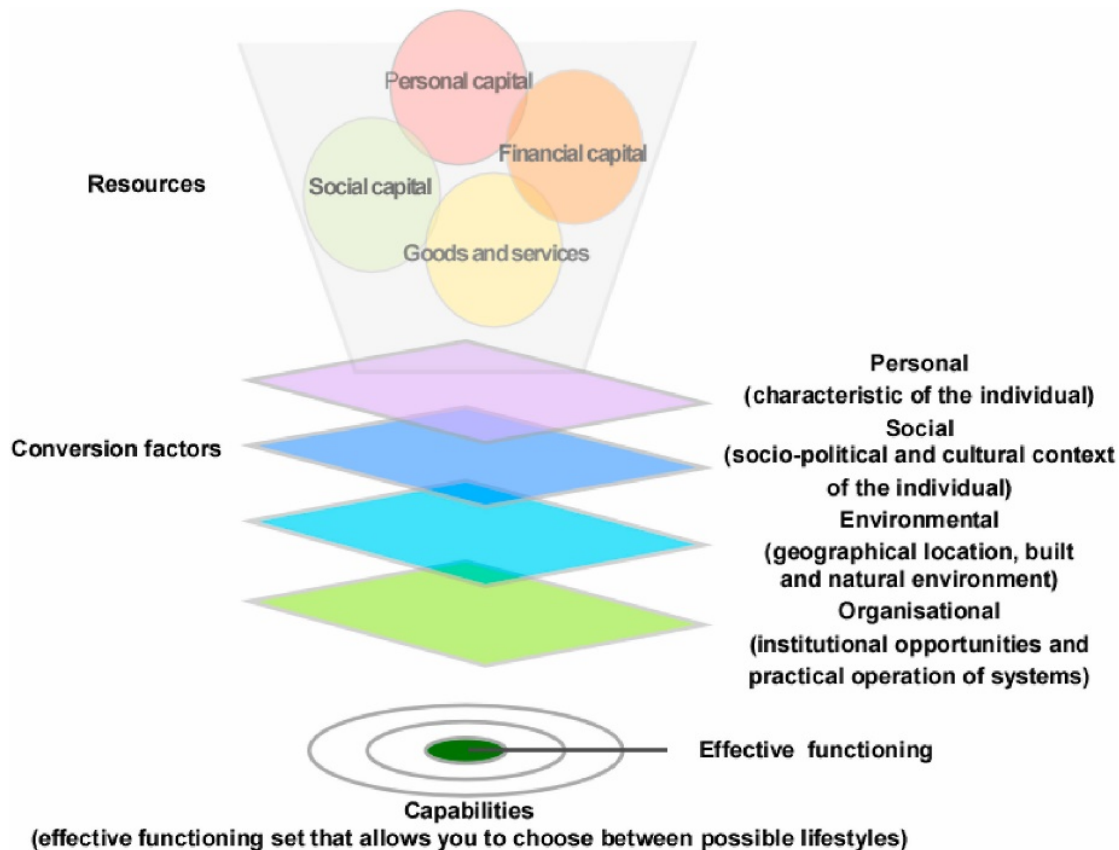 Personal capital
Financial capital
Social capital
Resources
Goods and services
Personal
(characteristic of the individual)
Social
Conversion factors
(socio-political and cultural context
of the individual)
Environmental
(geographical location, built
and natural environment)
Organisational
(institutional opportunities and
practical operation of systems)
Effective functioning
Capabilities
(effective functioning set that allows you to choose between possible lifestyles)